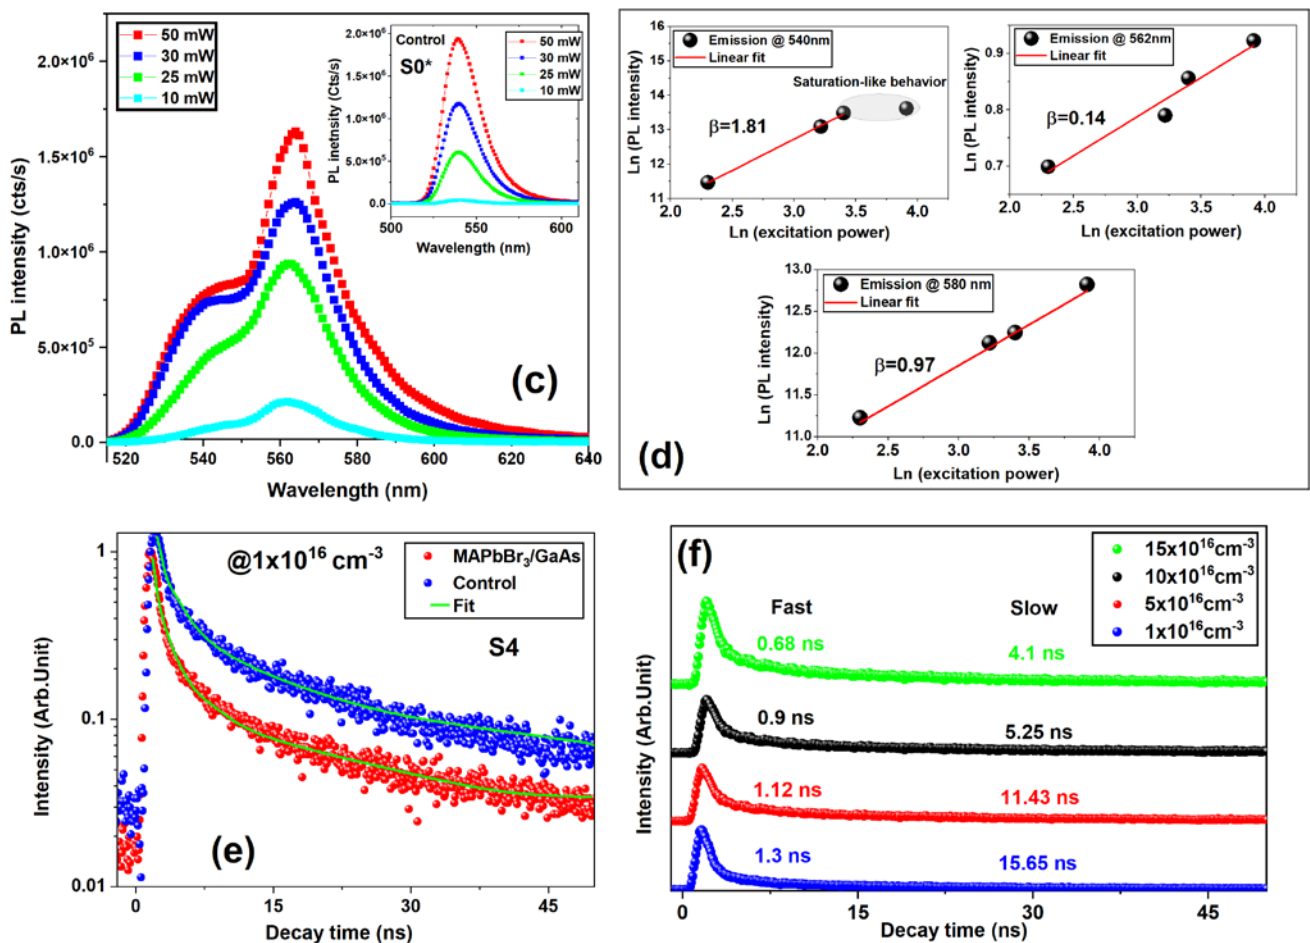 50 mW
30 mW
25 mW
10 mW
Control
S0*
50 mW
30 mW
25 mW
10 mW
2.0×10⁶
1.5×10⁶
1.0×10⁶
5.0×10⁵
0.0
PL inetnsity (Cts/s)
500
550
600
Wavelength (nm)
2.0×10⁶
1.5×10⁶
1.0×10⁶
5.0×10⁵
0.0
PL intensity (cts/s)
(c)
520
540
560
580
600
620
640
Wavelength (nm)
16
15
14
13
12
11
Ln (PL intensity)
Emission @ 540nm
Linear fit
Saturation-like behavior
β=1.81
2.0
2.5
3.0
3.5
4.0
Ln (excitation power)
0.9
0.8
0.7
Ln (PL intensity)
Emission @ 562nm
Linear fit
β=0.14
2.0
2.5
3.0
3.5
4.0
Ln (excitation power)
13.0
12.5
12.0
11.5
11.0
Ln (PL intensity)
Emission @ 580 nm
Linear fit
β=0.97
2.0
2.5
3.0
3.5
4.0
Ln (excitation power)
(d)
1
0.1
0.01
Intensity (Arb.Unit)
@1x10¹⁶ cm⁻³
MAPbBr₃/GaAs
Control
Fit
S4
(e)
0
15
30
45
Decay time (ns)
(f)
15x10¹⁶cm⁻³
10x10¹⁶cm⁻³
5x10¹⁶cm⁻³
1x10¹⁶cm⁻³
Fast
Slow
0.68 ns
4.1 ns
0.9 ns
5.25 ns
1.12 ns
11.43 ns
1.3 ns
15.65 ns
Intensity (Arb.Unit)
0
15
30
45
Decay time (ns)